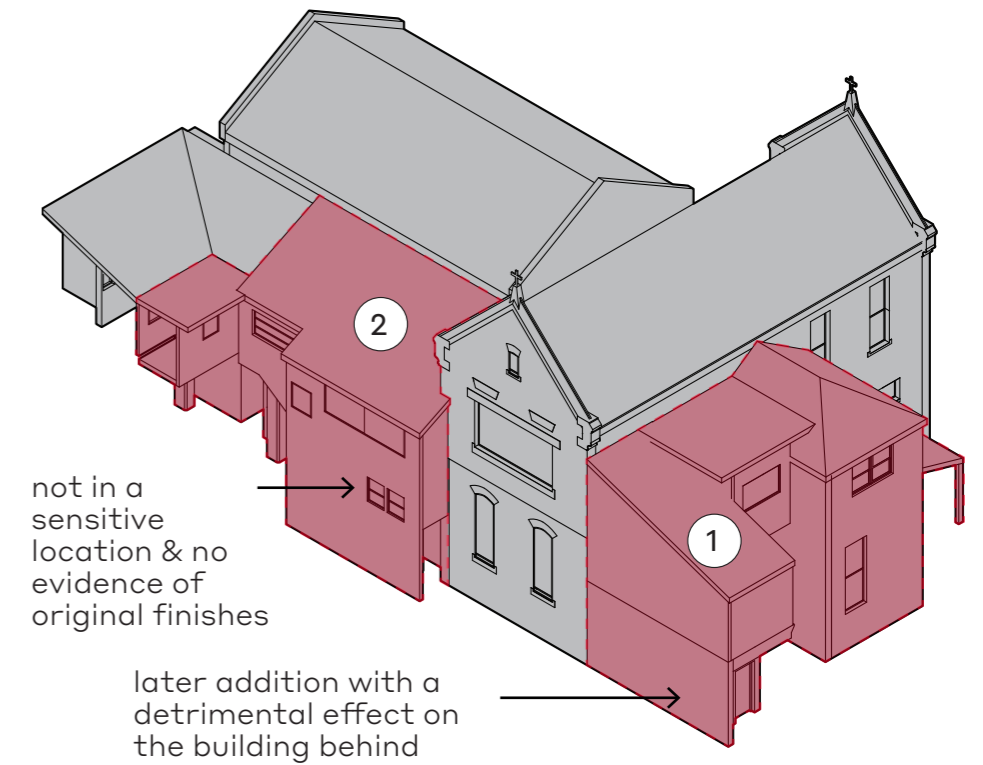 2
1
not in a
sensitive
location & no
evidence of
original finishes
later addition with a
detrimental effect on
the building behind